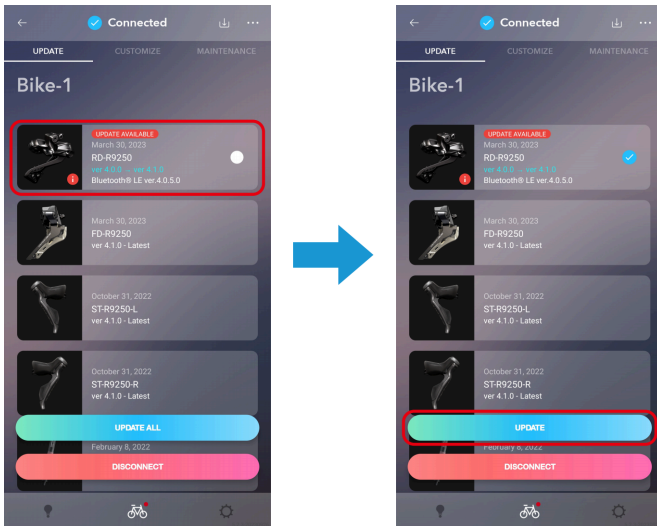 Connected
UPDATE CUSTOMIZE MAINTENANCE
Bike-1
UPDATE AVAILABLE
March 30, 2023
RD-R9250
ver 4.0.0 → ver 4.1.0
Bluetooth® LE ver.4.0.5.0
March 30, 2023
FD-R9250
ver 4.1.0 - Latest
October 31, 2022
ST-R9250-L
ver 4.1.0 - Latest
October 31, 2022
ST-R9250-R
ver 4.1.0 - Latest
UPDATE ALL
February 8, 2022
DISCONNECT
Connected
UPDATE CUSTOMIZE MAINTENANCE
Bike-1
UPDATE AVAILABLE
March 30, 2023
RD-R9250
ver 4.0.0 → ver 4.1.0
Bluetooth® LE ver.4.0.5.0
March 30, 2023
FD-R9250
ver 4.1.0 - Latest
October 31, 2022
ST-R9250-L
ver 4.1.0 - Latest
October 31, 2022
ST-R9250-R
ver 4.1.0 - Latest
UPDATE
February 8, 2022
DISCONNECT